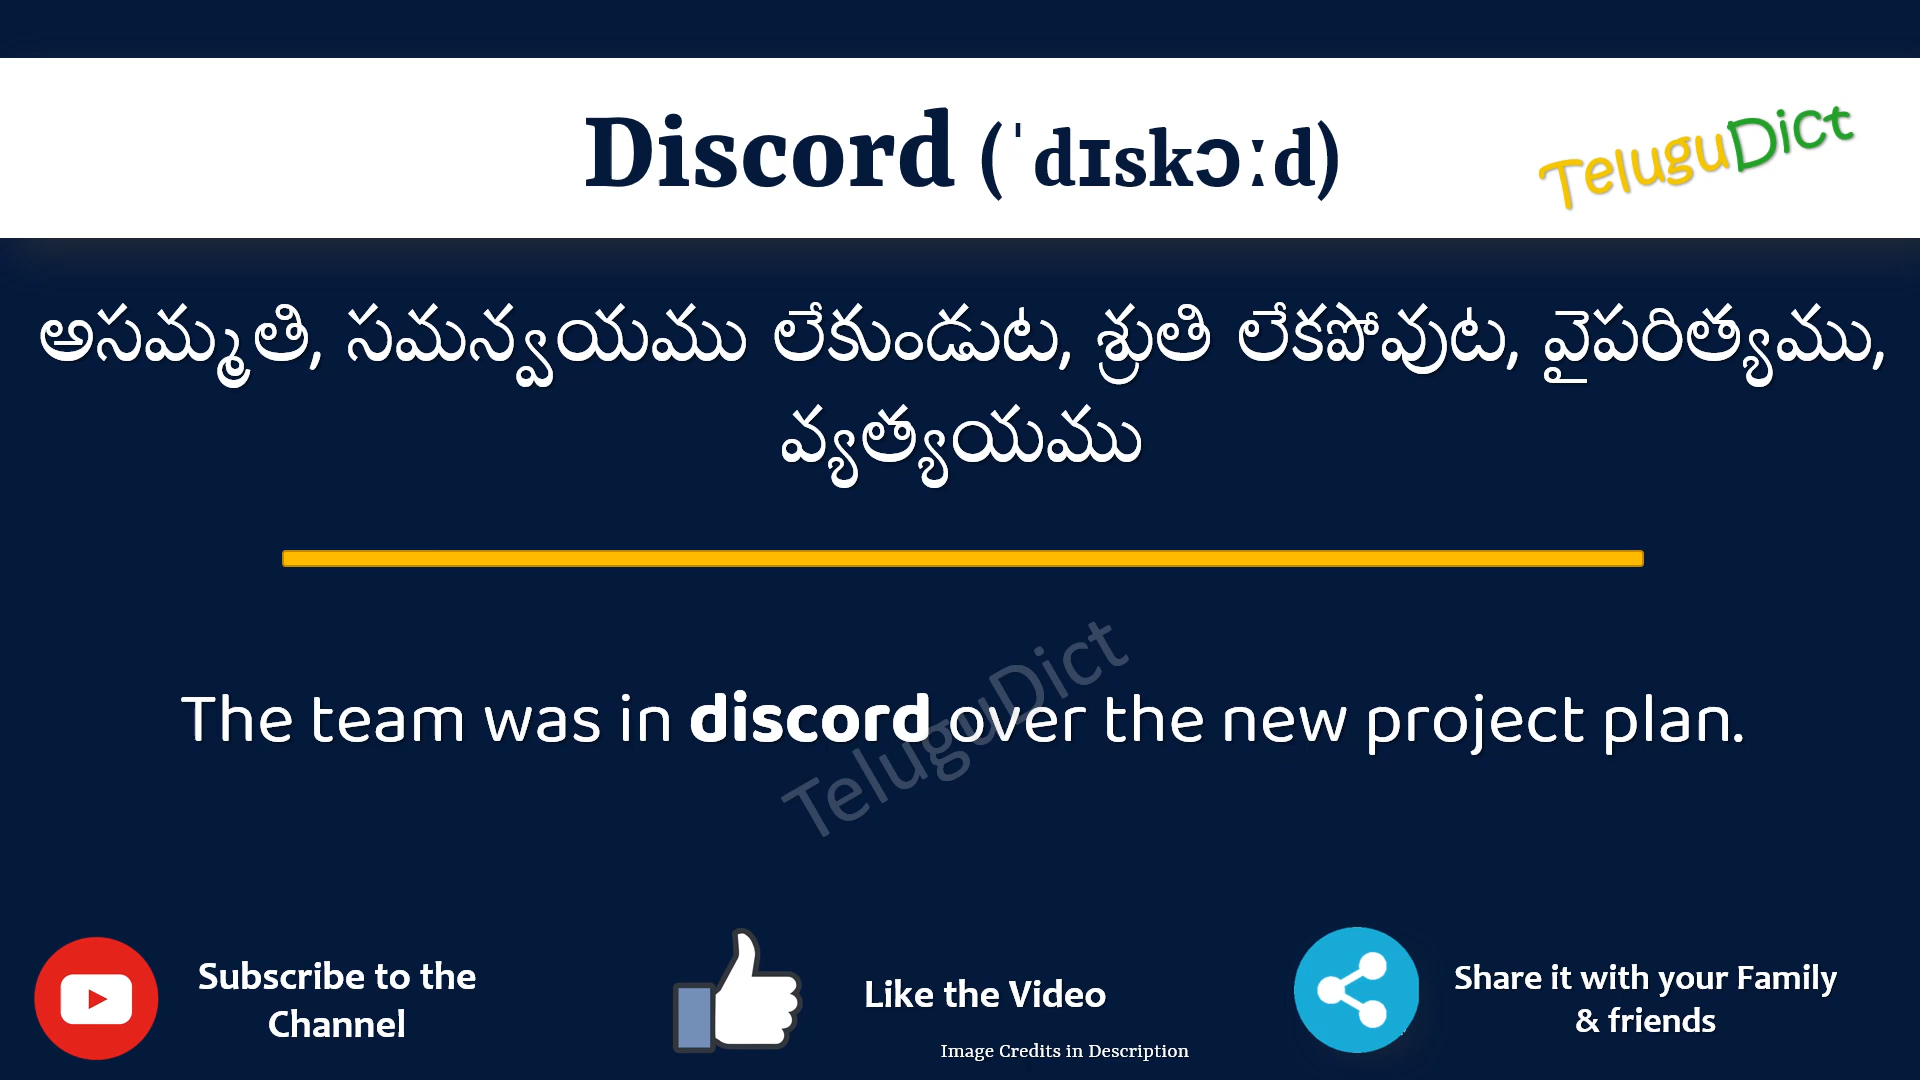 Discord (ˈdɪskɔːd)
TeluguDict
అసమ్మతి, సమన్వయము లేకుండుట, శ్రుతి లేకపోవుట, వైపరిత్యము,
వ్యత్యయము
The team was in discord over the new project plan.
TeluguDict
Subscribe to the
Channel
Like the Video
Share it with your Family
& friends
Image Credits in Description